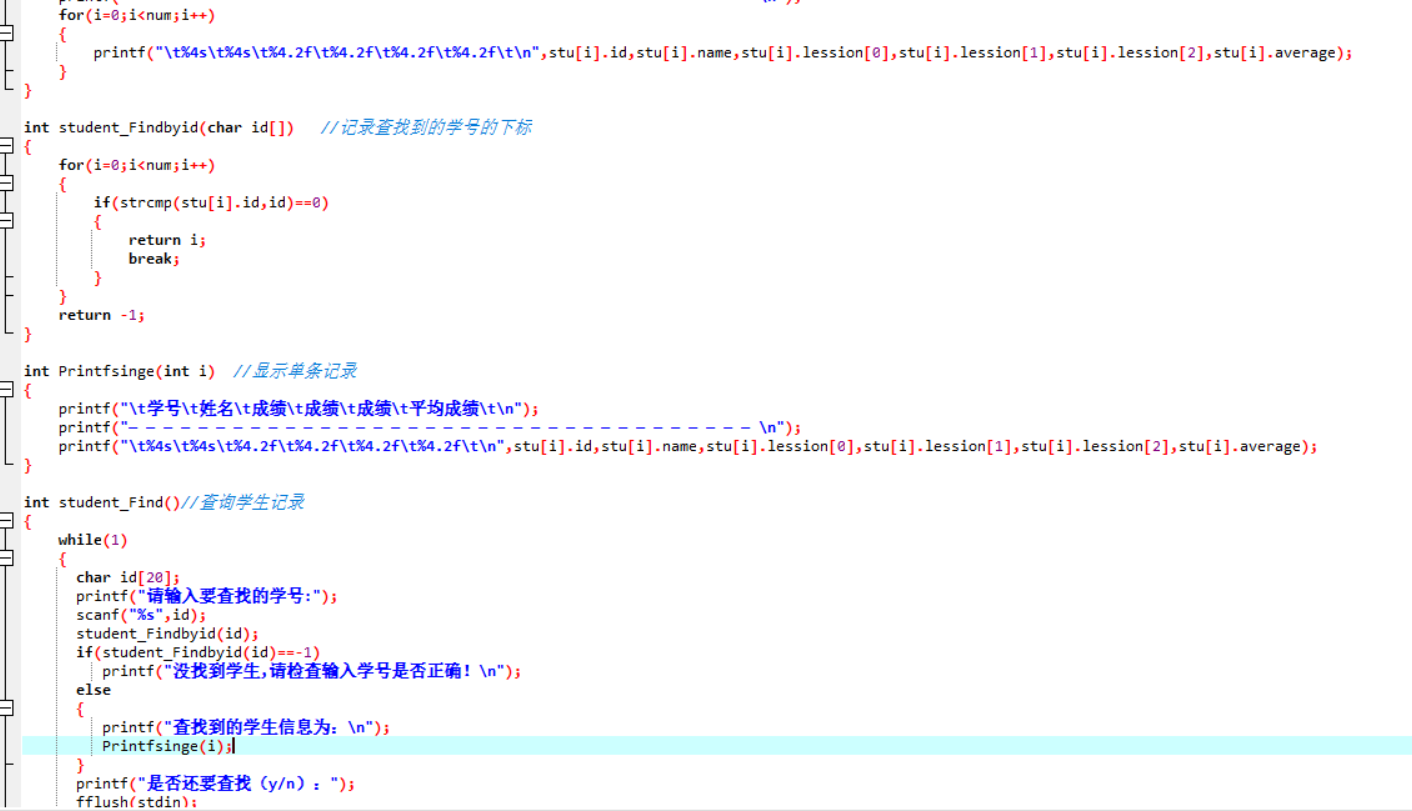 for(i=0;i<num;i++)
{
printf("\t%4s\t%4s\t%4.2f\t%4.2f\t%4.2f\t%4.2f\t\n",stu[i].id,stu[i].name,stu[i].lession[0],stu[i].lession[1],stu[i].lession[2],stu[i].average);
}
}
int student_Findbyid(char id[]) //记录查找到的学号的下标
{
for(i=0;i<num;i++)
{
if(strcmp(stu[i].id,id)==0)
{
return i;
break;
}
}
return -1;
}
int Printfsinge(int i) //显示单条记录
{
printf("\t学号\t姓名\t成绩\t成绩\t成绩\t平均成绩\t\n");
printf("— — — — — — — — — — — — — — — — — — — — — — — — — — — — — — — — — — — — \n");
printf("\t%4s\t%4s\t%4.2f\t%4.2f\t%4.2f\t%4.2f\t\n",stu[i].id,stu[i].name,stu[i].lession[0],stu[i].lession[1],stu[i].lession[2],stu[i].average);
}
int student_Find()//查询学生记录
{
while(1)
{
char id[20];
printf("请输入要查找的学号:");
scanf("%s",id);
student_Findbyid(id);
if(student_Findbyid(id)==-1)
printf("没找到学生,请检查输入学号是否正确！\n");
else
{
printf("查找到的学生信息为：\n");
Printfsinge(i);
}
printf("是否还要查找（y/n）：");
fflush(stdin);